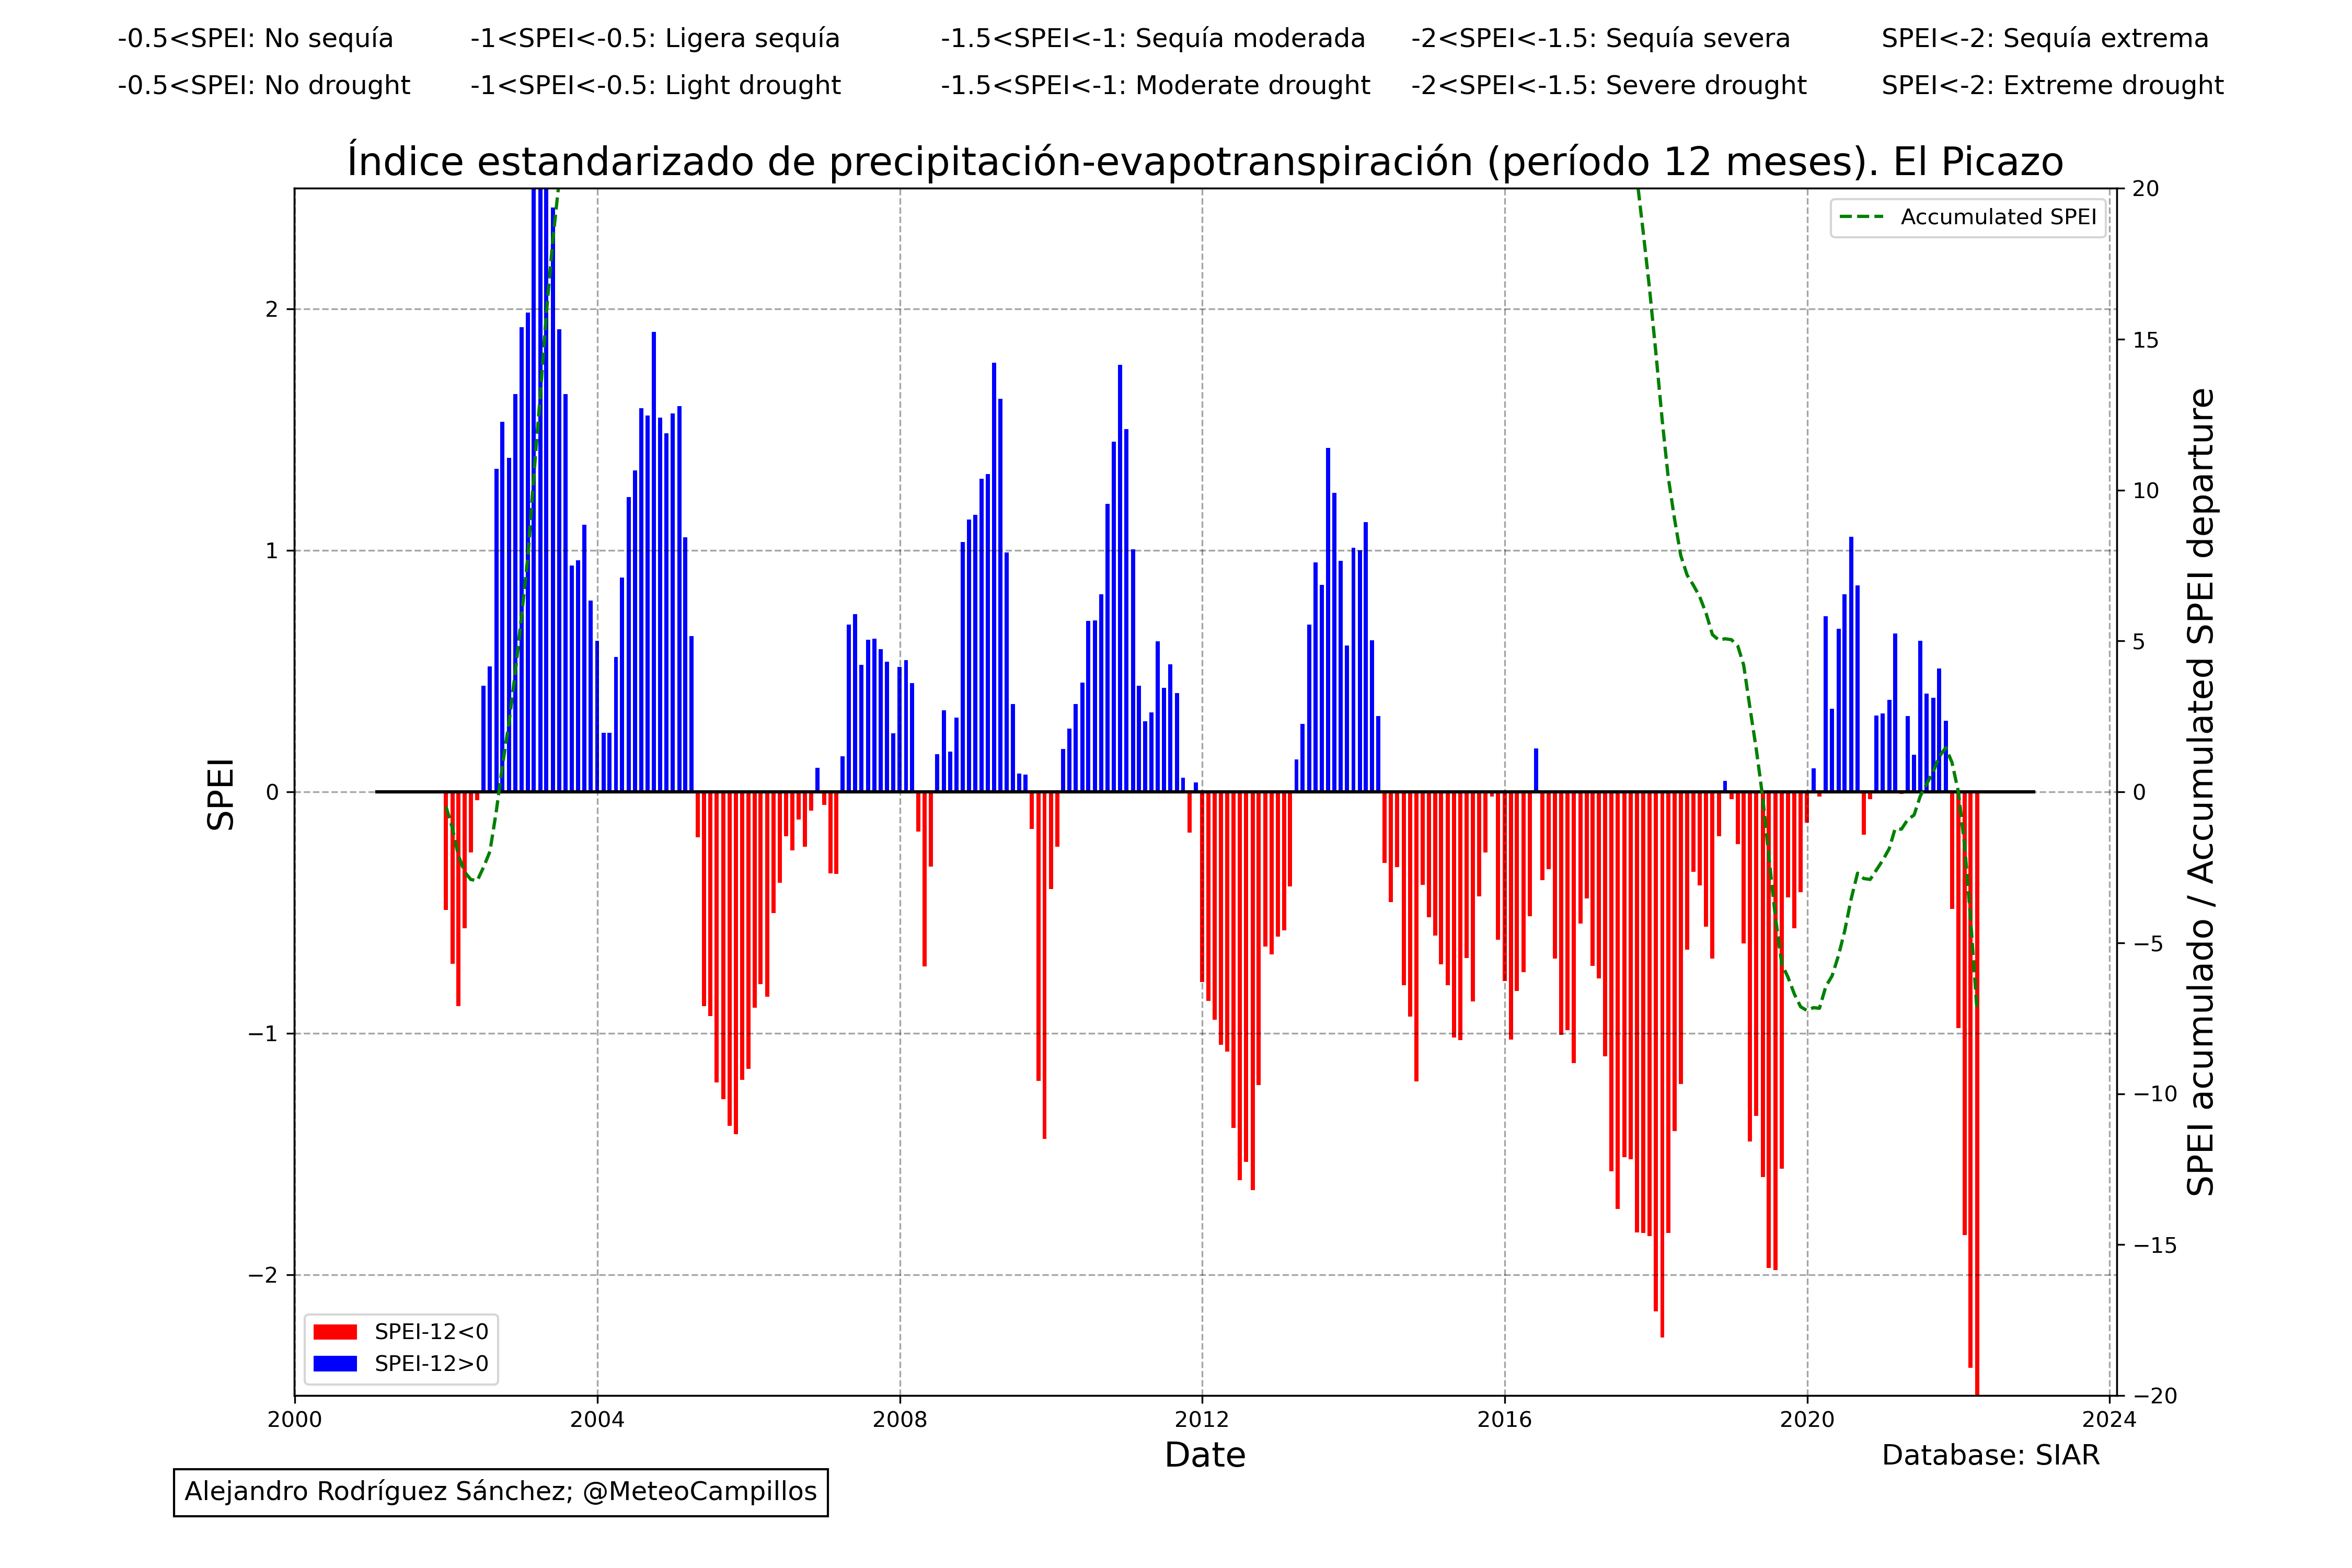 -0.5<SPEI: No sequía -1<SPEI<-0.5: Ligera sequía -1.5<SPEI<-1: Sequía moderada -2<SPEI<-1.5: Sequía severa SPEI<-2: Sequía extrema
-0.5<SPEI: No drought -1<SPEI<-0.5: Light drought -1.5<SPEI<-1: Moderate drought -2<SPEI<-1.5: Severe drought SPEI<-2: Extreme drought
Índice estandarizado de precipitación-evapotranspiración (período 12 meses). El Picazo
Accumulated SPEI
SPEI
2
1
0
−1
−2
20
15
10
5
0
−5
−10
−15
−20
SPEI acumulado / Accumulated SPEI departure
SPEI-12<0
SPEI-12>0
2000 2004 2008 2012 2016 2020 2024
Date
Database: SIAR
Alejandro Rodríguez Sánchez; @MeteoCampillos